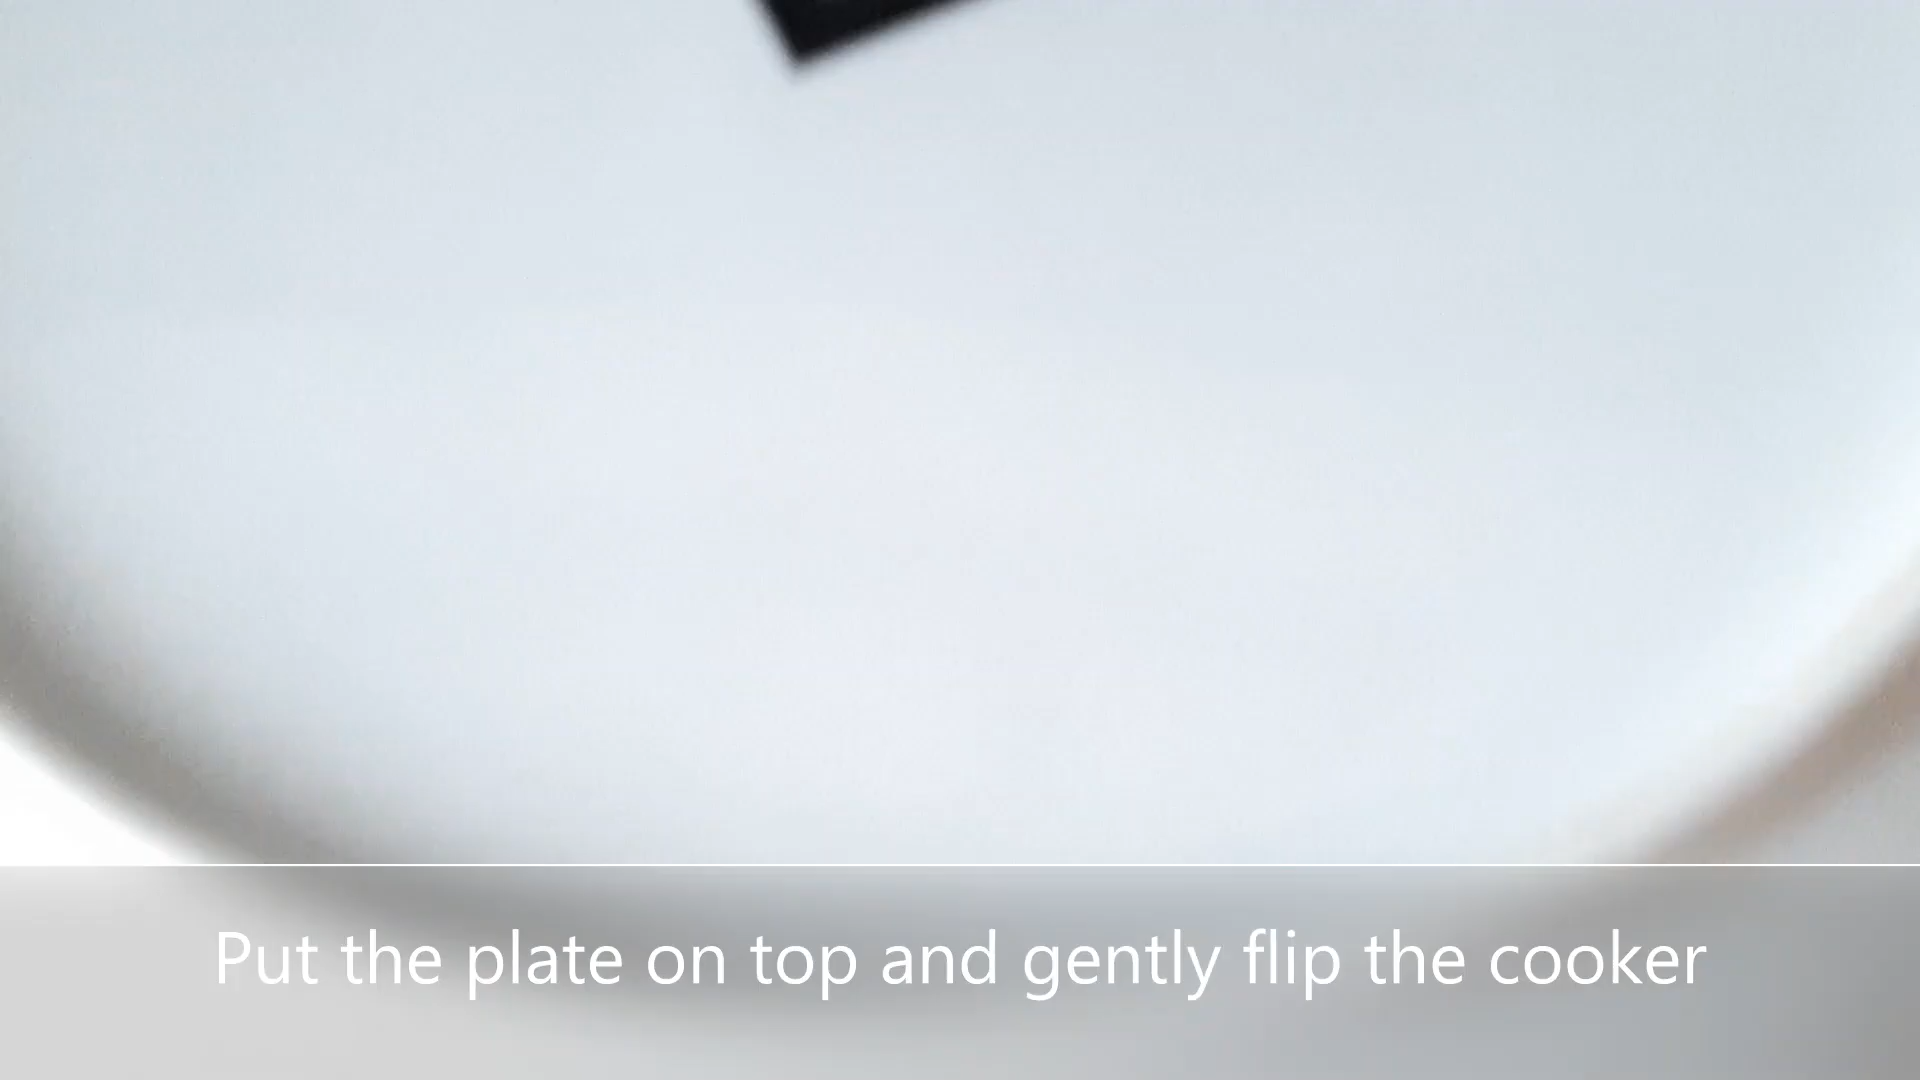 Put the plate on top and gently flip the cooker